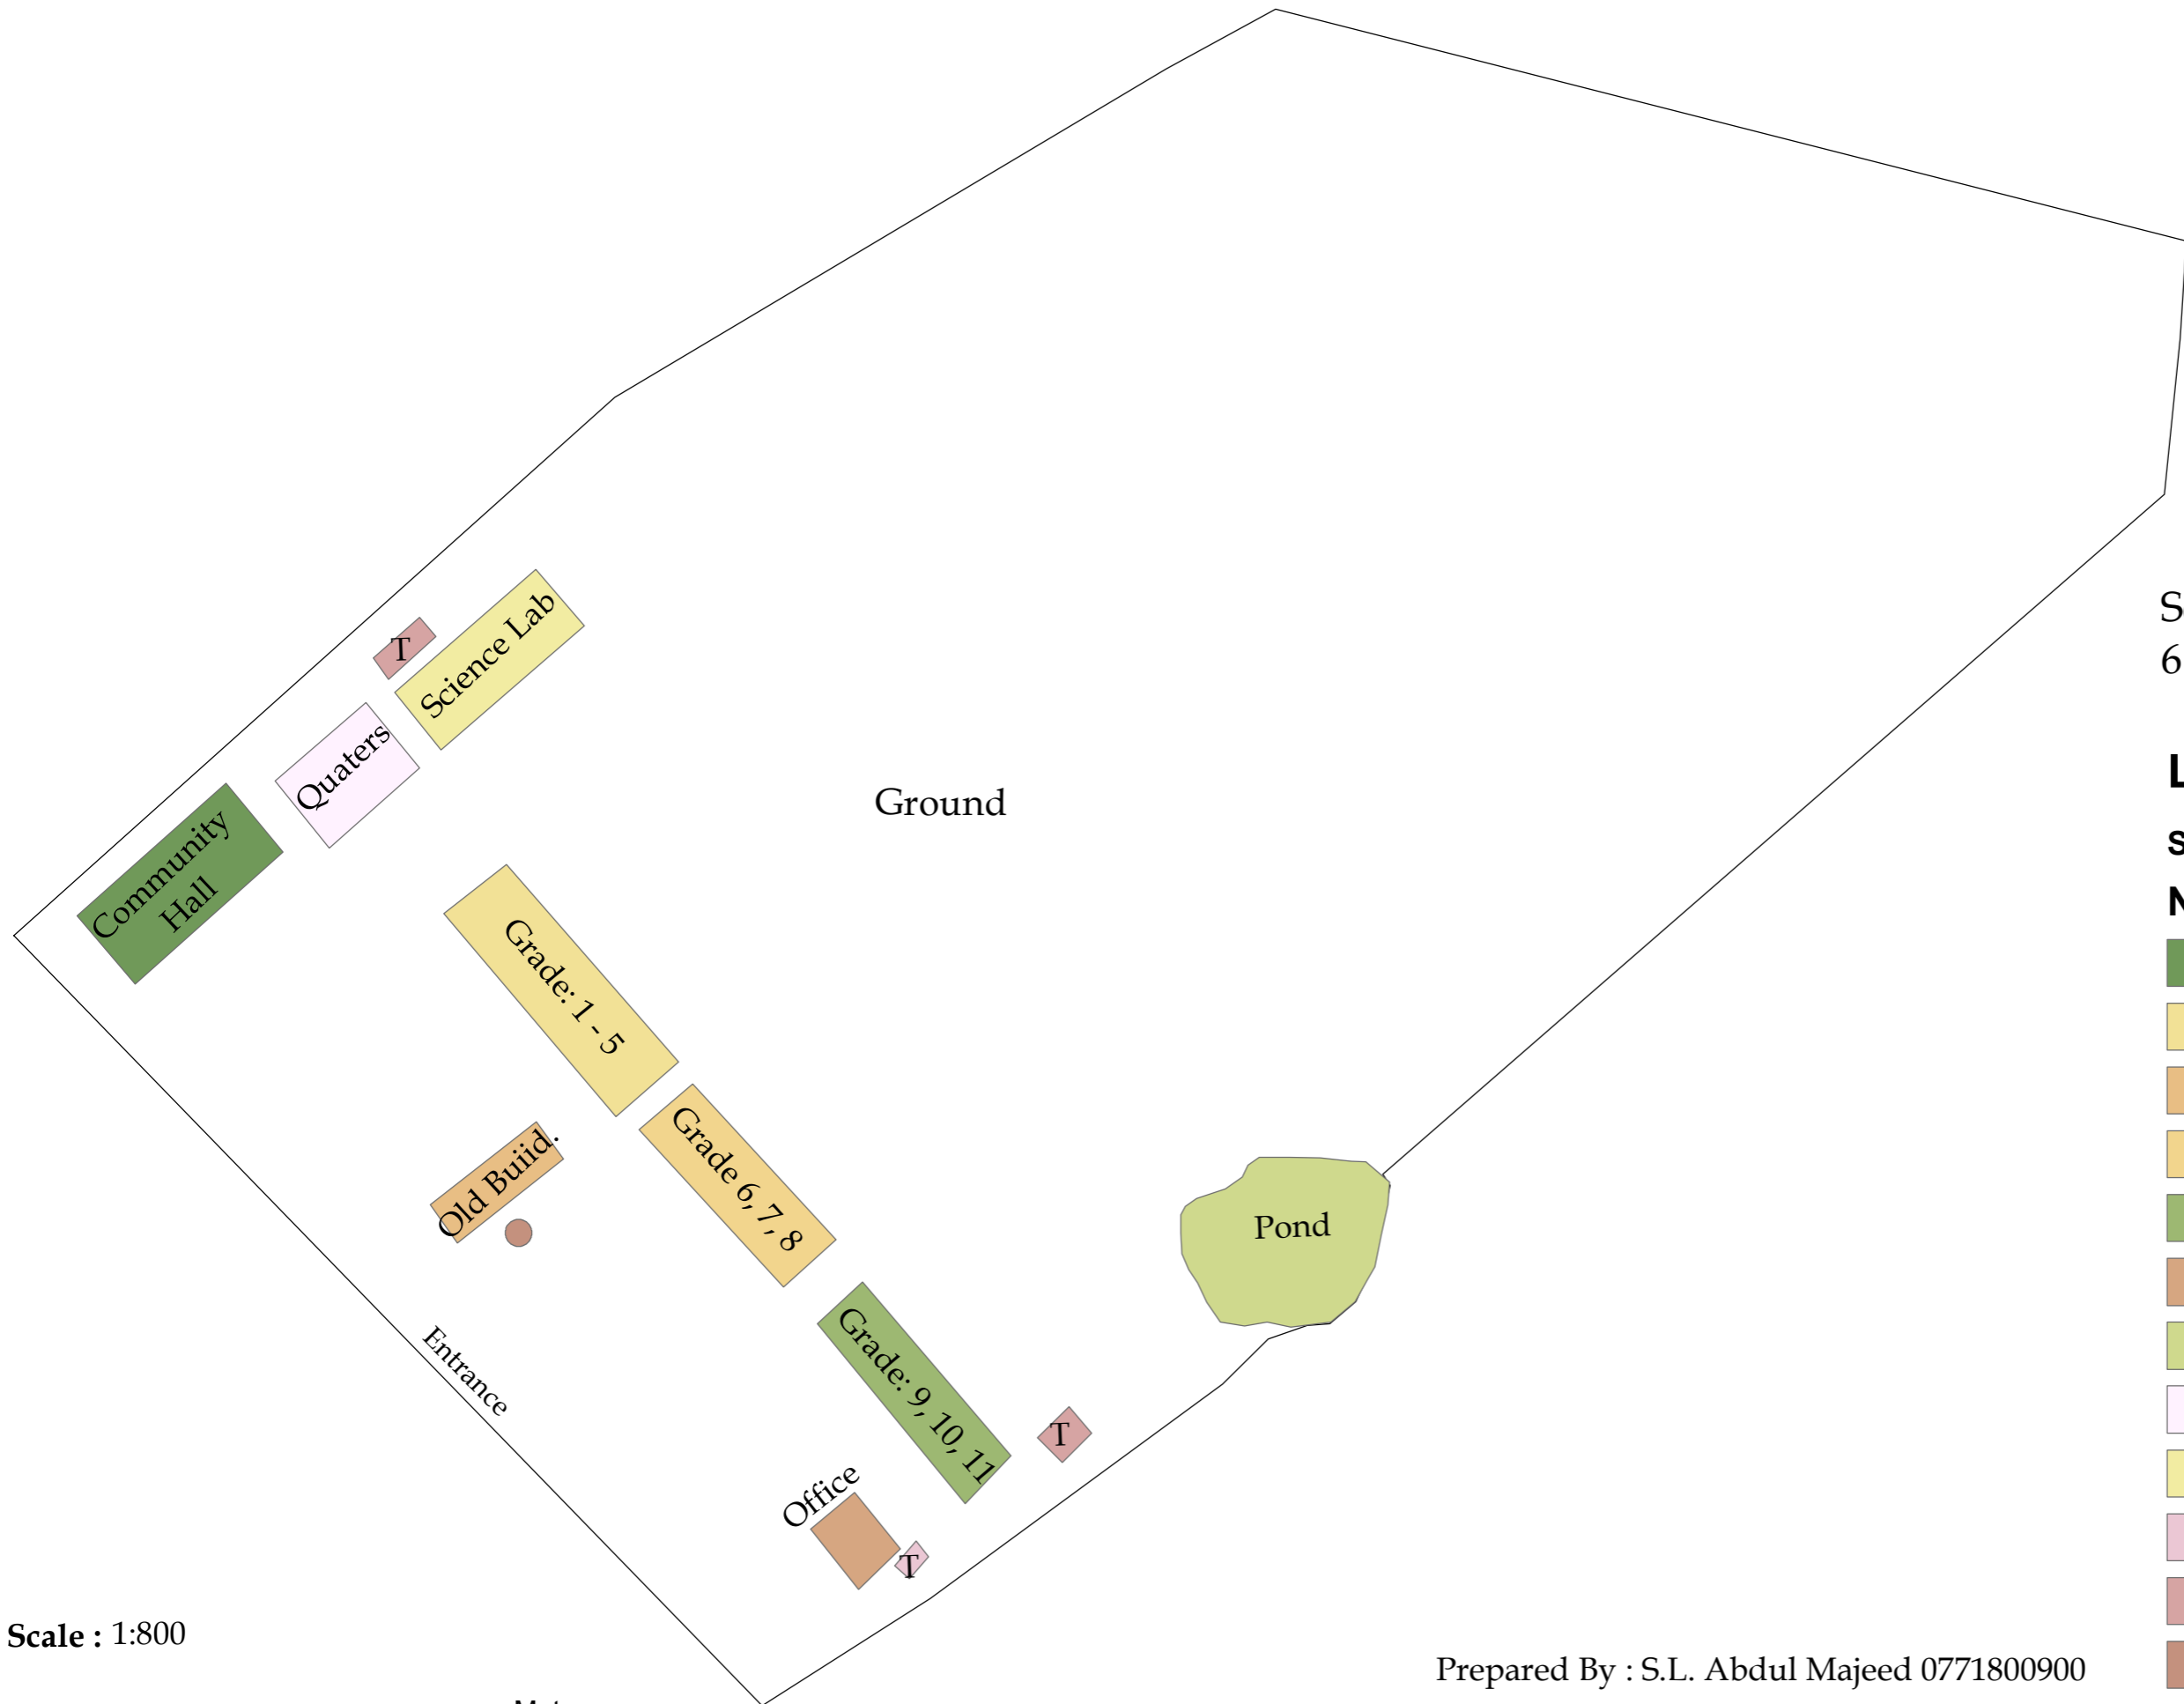 T
Science Lab
Quaters
Community
Hall
Ground
Grade: 1 - 5
Grade 6, 7, 8
Old Buiid.
Pond
Entrance
Grade: 9, 10, 11
T
Office
T
Scale : 1:800
Prepared By : S.L. Abdul Majeed 0771800900